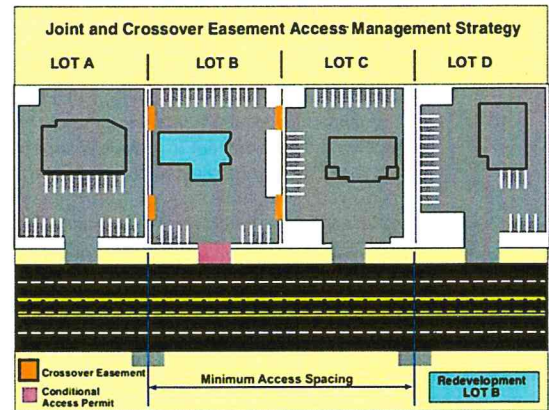 Joint and Crossover Easement Access Management Strategy
LOT A
LOT B
LOT C
LOT D
Crossover Easement
Conditional
Access Permit
Minimum Access Spacing
Redevelopment
LOT B